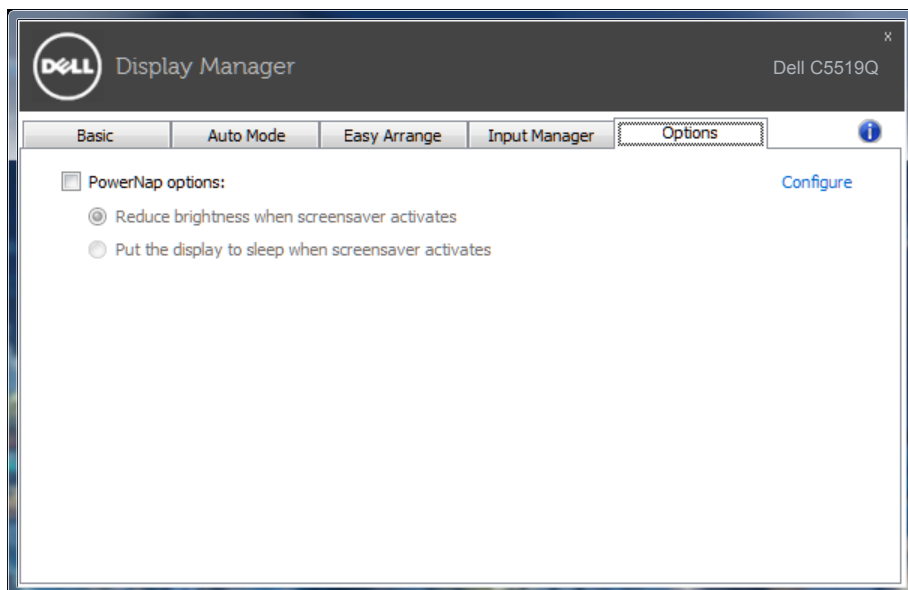 x
DELL Display Manager
Dell C5519Q
Basic Auto Mode Easy Arrange Input Manager Options i
PowerNap options: Configure
Reduce brightness when screensaver activates
Put the display to sleep when screensaver activates